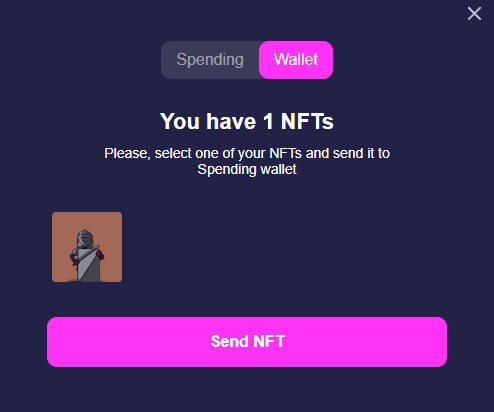 Spending Wallet
You have 1 NFTs
Please, select one of your NFTs and send it to
Spending wallet
Send NFT